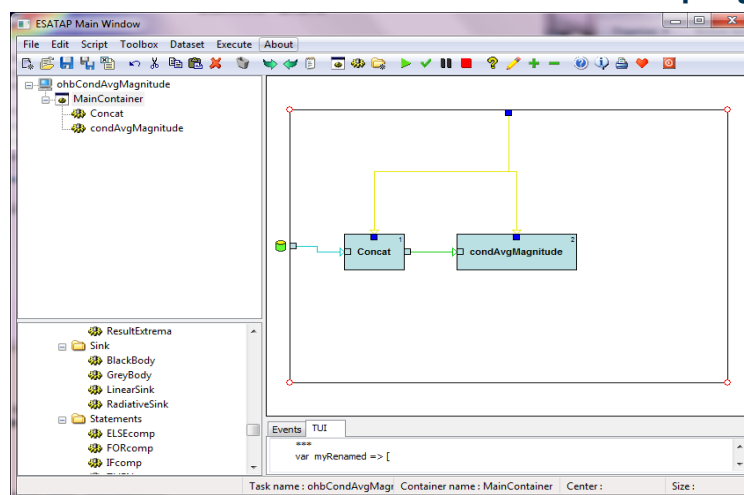 ESATAP Main Window
File Edit Script Toolbox Dataset Execute About
ohbCondAvgMagnitude
MainContainer
Concat
condAvgMagnitude
1
Concat
2
condAvgMagnitude
ResultExtrema
Sink
BlackBody
GreyBody
LinearSink
RadiativeSink
Statements
ELSEcomp
FORcomp
IFcomp
Events TUI
***
var myRenamed => [
Task name : ohbCondAvgMagr Container name : MainContainer Center : Size :